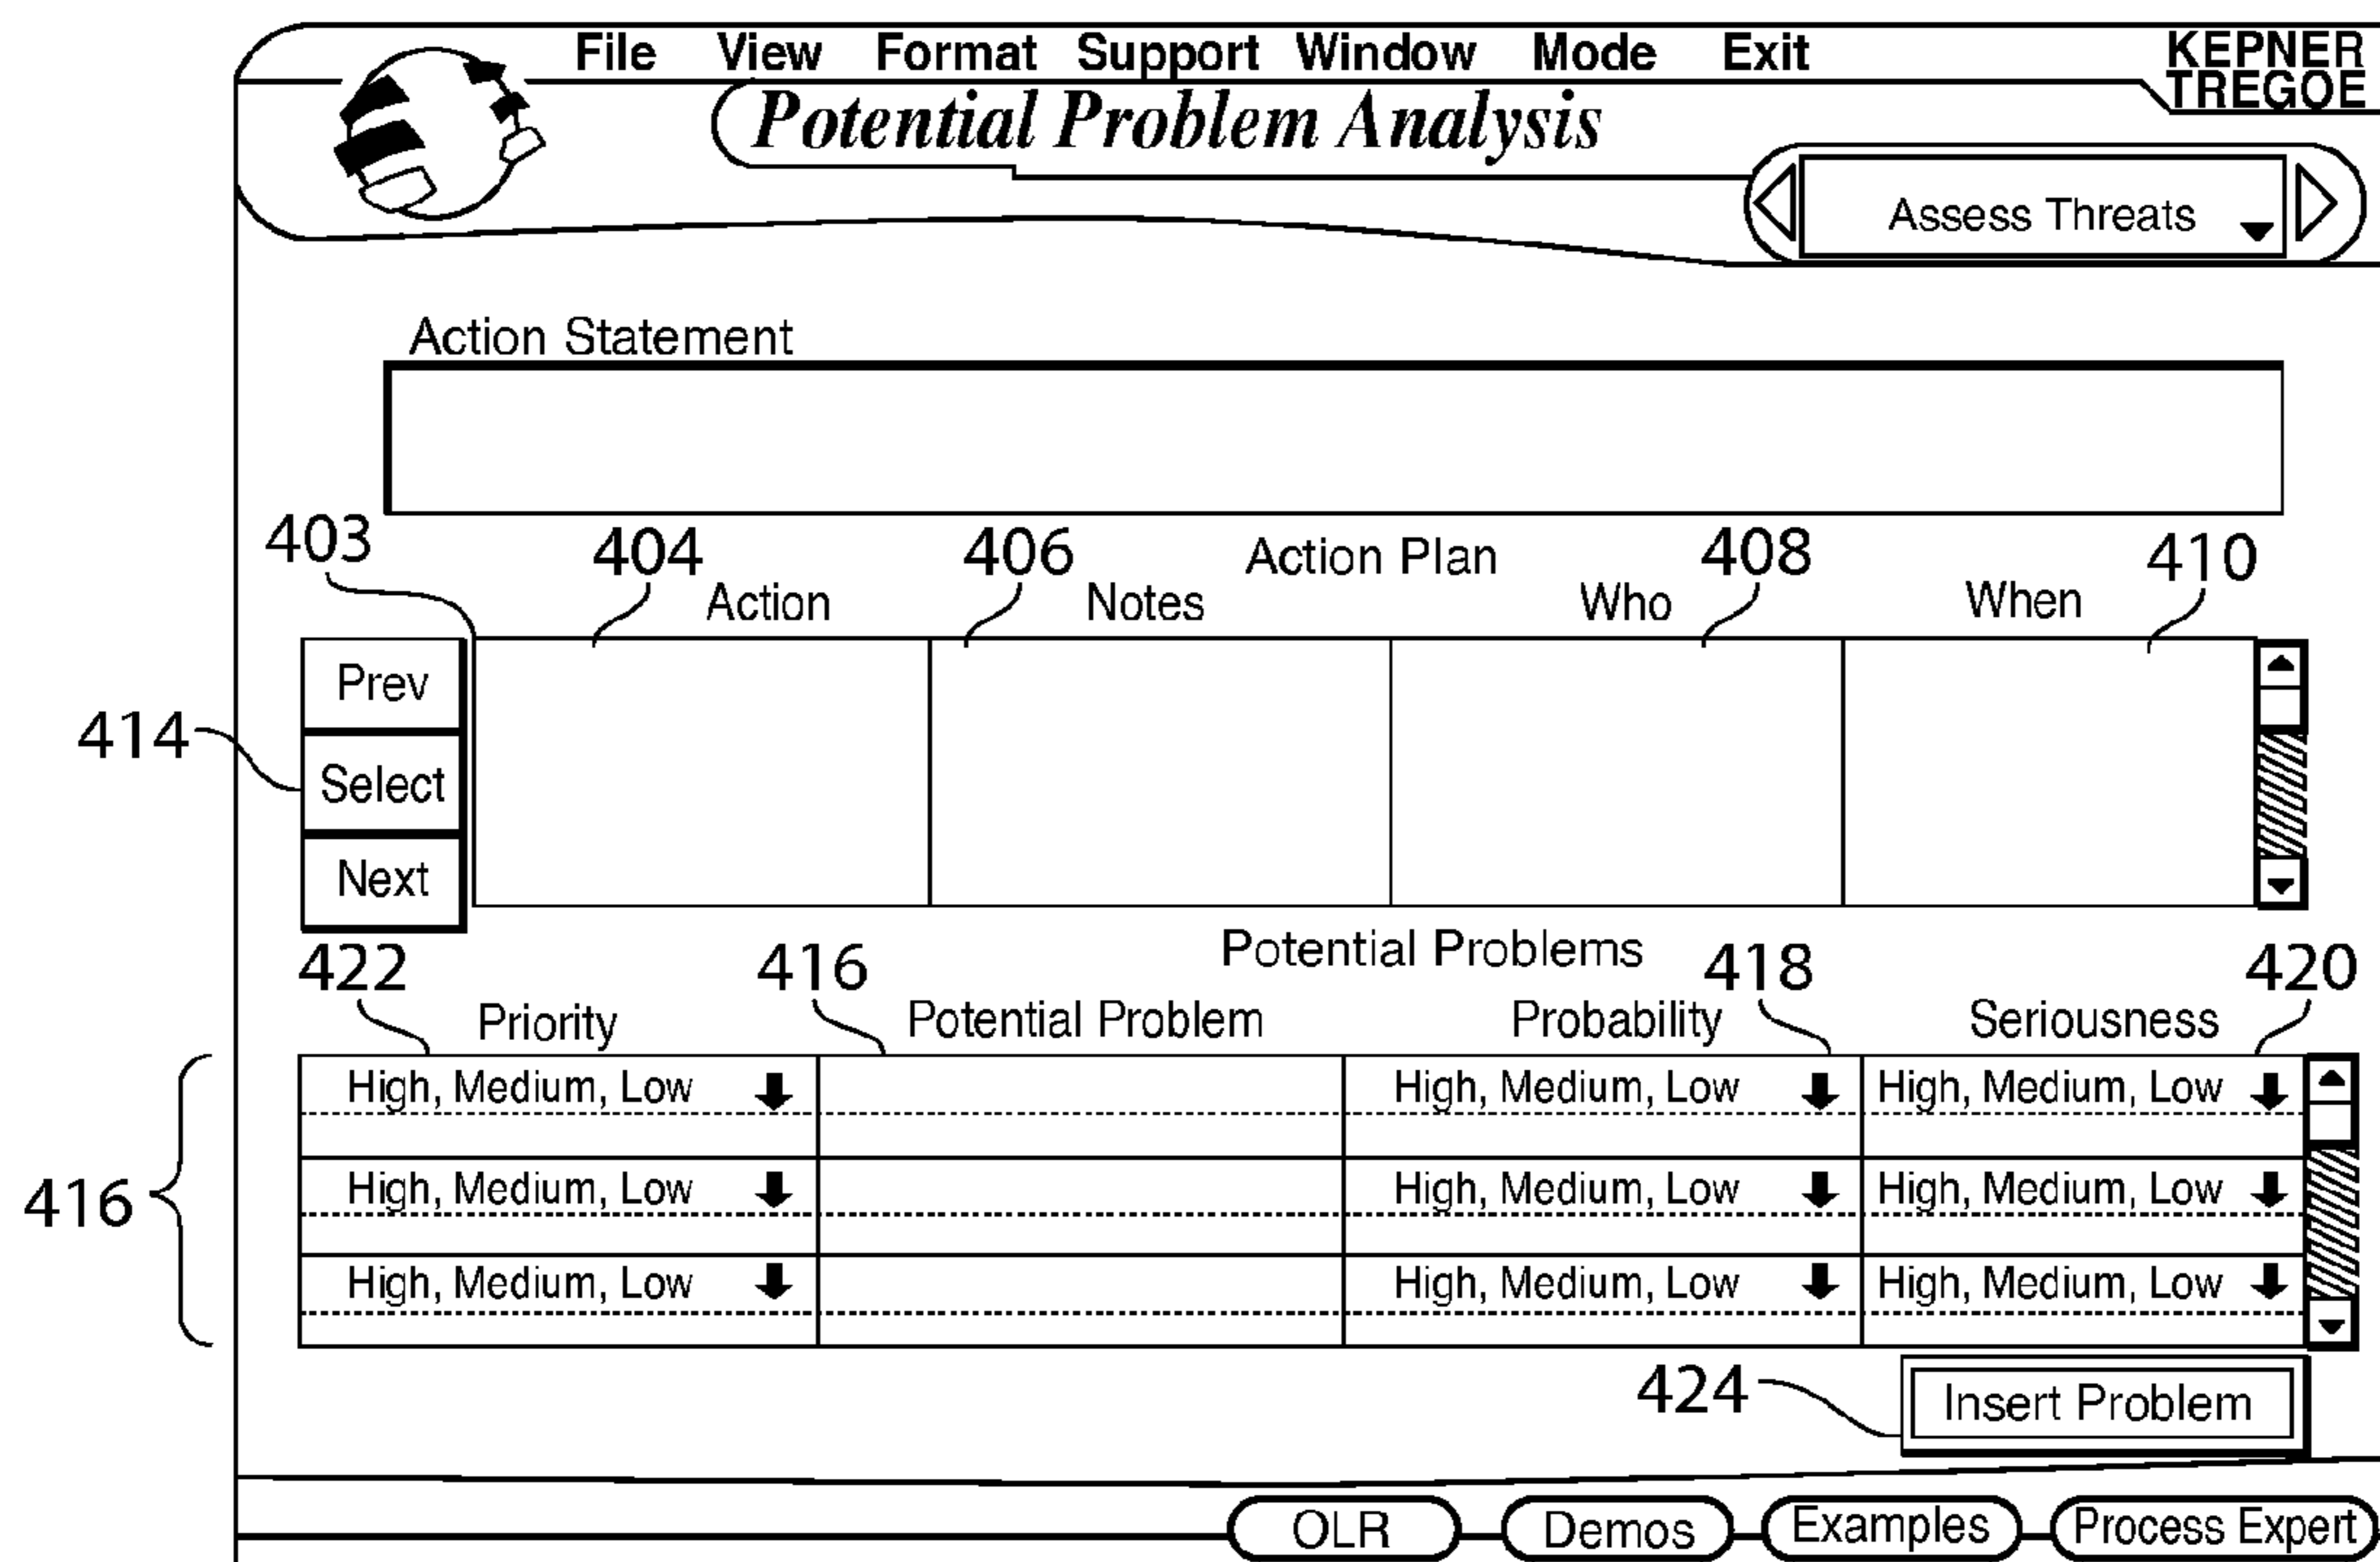 File View Format Support Window Mode Exit
KEPNER
TREGOE
Potential Problem Analysis
Assess Threats
Action Statement
403 404 406 Action Plan 408 410
Action Notes Who When
Prev
414
Select
Next
Potential Problems
422 416 418 420
Priority Potential Problem Probability Seriousness
High, Medium, Low High, Medium, Low High, Medium, Low
416 High, Medium, Low High, Medium, Low High, Medium, Low
High, Medium, Low High, Medium, Low High, Medium, Low
424 Insert Problem
OLR Demos Examples Process Expert